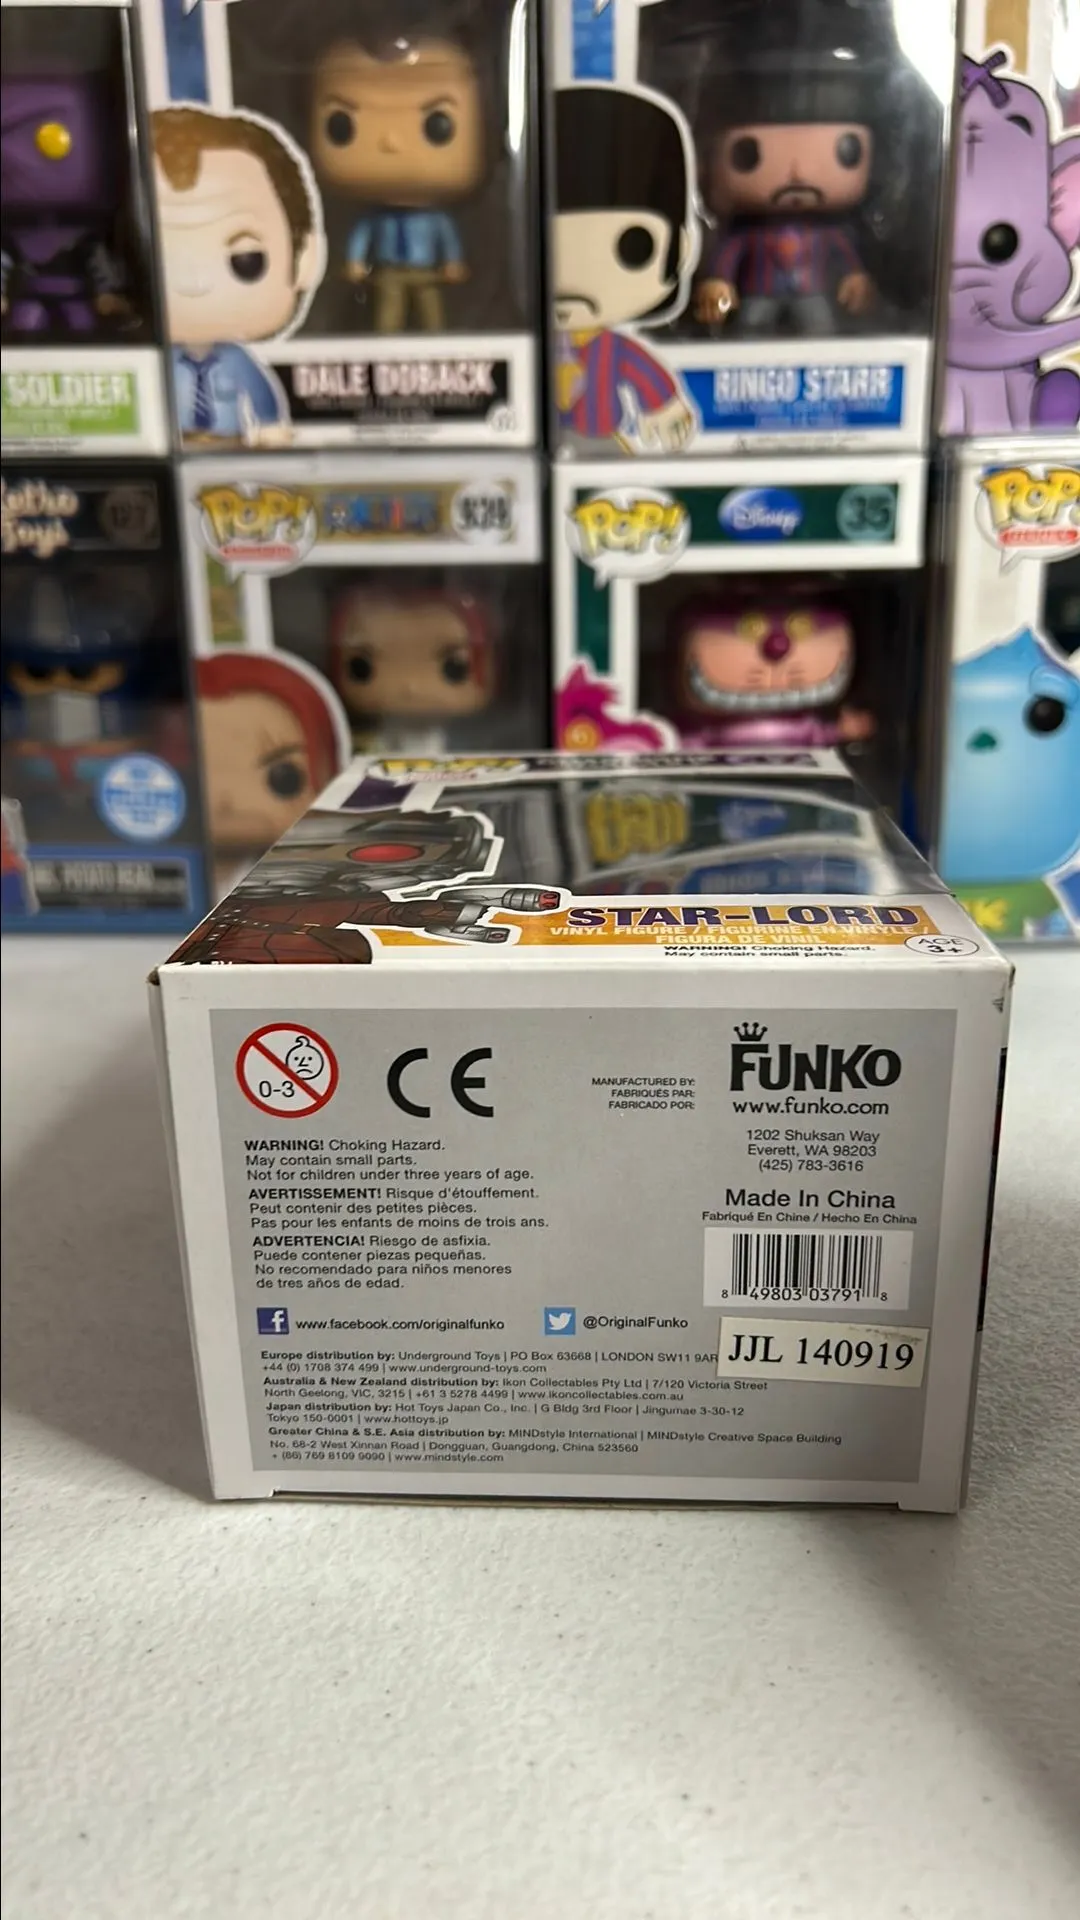 SOLDIER
DALE DOBACK
RINGO STARR
POP!
939
POP!
Disney
35
POP!
STAR-LORD
VINYL FIGURE / FIGURINE EN VINYLE /
FIGURA DE VINIL
WARNING! Choking Hazard.
May contain small parts.
AGE
3+
0-3
CE
MANUFACTURED BY:
FABRIQUÉS PAR:
FABRICADO POR:
FUNKO
www.funko.com
1202 Shuksan Way
Everett, WA 98203
(425) 783-3616
Made In China
Fabriqué En Chine / Hecho En China
8 49803 03791 8
JJL 140919
WARNING! Choking Hazard.
May contain small parts.
Not for children under three years of age.
AVERTISSEMENT! Risque d'étouffement.
Peut contenir des petites pièces.
Pas pour les enfants de moins de trois ans.
ADVERTENCIA! Riesgo de asfixia.
Puede contener piezas pequeñas.
No recomendado para niños menores
de tres años de edad.
www.facebook.com/originalfunko
@OriginalFunko
Europe distribution by: Underground Toys | PO Box 63668 | LONDON SW11 9AR
+44 (0) 1708 374 499 | www.underground-toys.com
Australia & New Zealand distribution by: Ikon Collectables Pty Ltd | 7/120 Victoria Street
North Geelong, VIC, 3215 | +61 3 5278 4499 | www.ikoncollectables.com.au
Japan distribution by: Hot Toys Japan Co., Inc. | G Bldg 3rd Floor | Jingumae 3-30-12
Tokyo 150-0001 | www.hottoys.jp
Greater China & S.E. Asia distribution by: MINDstyle International | MINDstyle Creative Space Building
No. 68-2 West Xinnan Road | Dongguan, Guangdong, China 523560
+ (86) 769 8109 9090 | www.mindstyle.com